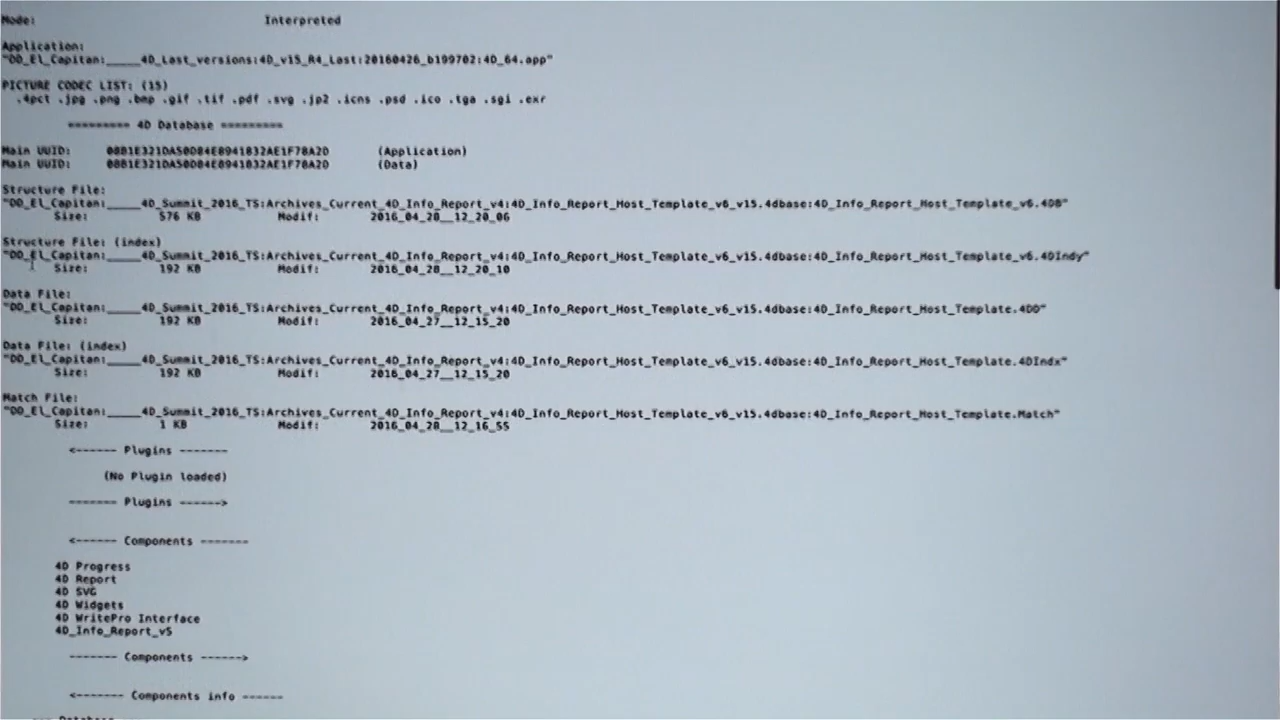 Mode: Interpreted
Application:
"DD_El_Capitan:_____4D_Last_versions:4D_v15_R4_Last:20160426_b199702:4D_64.app"
PICTURE CODEC LIST: (15)
.4pct .jpg .png .bmp .gif .tif .pdf .svg .jp2 .icns .psd .ico .tga .sgi .exr
========= 4D Database =========
Main UUID: (Application)
Main UUID: (Data)
Structure File:
"DD_El_Capitan:_____4D_Summit_2016_TS:Archives_Current_4D_Info_Report_v4:4D_Info_Report_Host_Template_v6_v15.4dbase:4D_Info_Report_Host_Template_v6.4DB"
Size: 576 KB Modif: 2016_04_28__12_20_06
Structure File: (index)
"DD_El_Capitan:_____4D_Summit_2016_TS:Archives_Current_4D_Info_Report_v4:4D_Info_Report_Host_Template_v6_v15.4dbase:4D_Info_Report_Host_Template_v6.4DIndy"
Size: 192 KB Modif: 2016_04_28__12_20_10
Data File:
"DD_El_Capitan:_____4D_Summit_2016_TS:Archives_Current_4D_Info_Report_v4:4D_Info_Report_Host_Template_v6_v15.4dbase:4D_Info_Report_Host_Template.4DD"
Size: 192 KB Modif: 2016_04_27__12_15_20
Data File: (index)
"DD_El_Capitan:_____4D_Summit_2016_TS:Archives_Current_4D_Info_Report_v4:4D_Info_Report_Host_Template_v6_v15.4dbase:4D_Info_Report_Host_Template.4DIndx"
Size: 192 KB Modif: 2016_04_27__12_15_20
Match File:
"DD_El_Capitan:_____4D_Summit_2016_TS:Archives_Current_4D_Info_Report_v4:4D_Info_Report_Host_Template_v6_v15.4dbase:4D_Info_Report_Host_Template.Match"
Size: 1 KB Modif: 2016_04_28__12_16_55
<------ Plugins -------
(No Plugin loaded)
------- Plugins ------>
<------ Components -------
4D Progress
4D Report
4D SVG
4D Widgets
4D WritePro Interface
4D_Info_Report_v5
------- Components ------>
<------- Components info ------